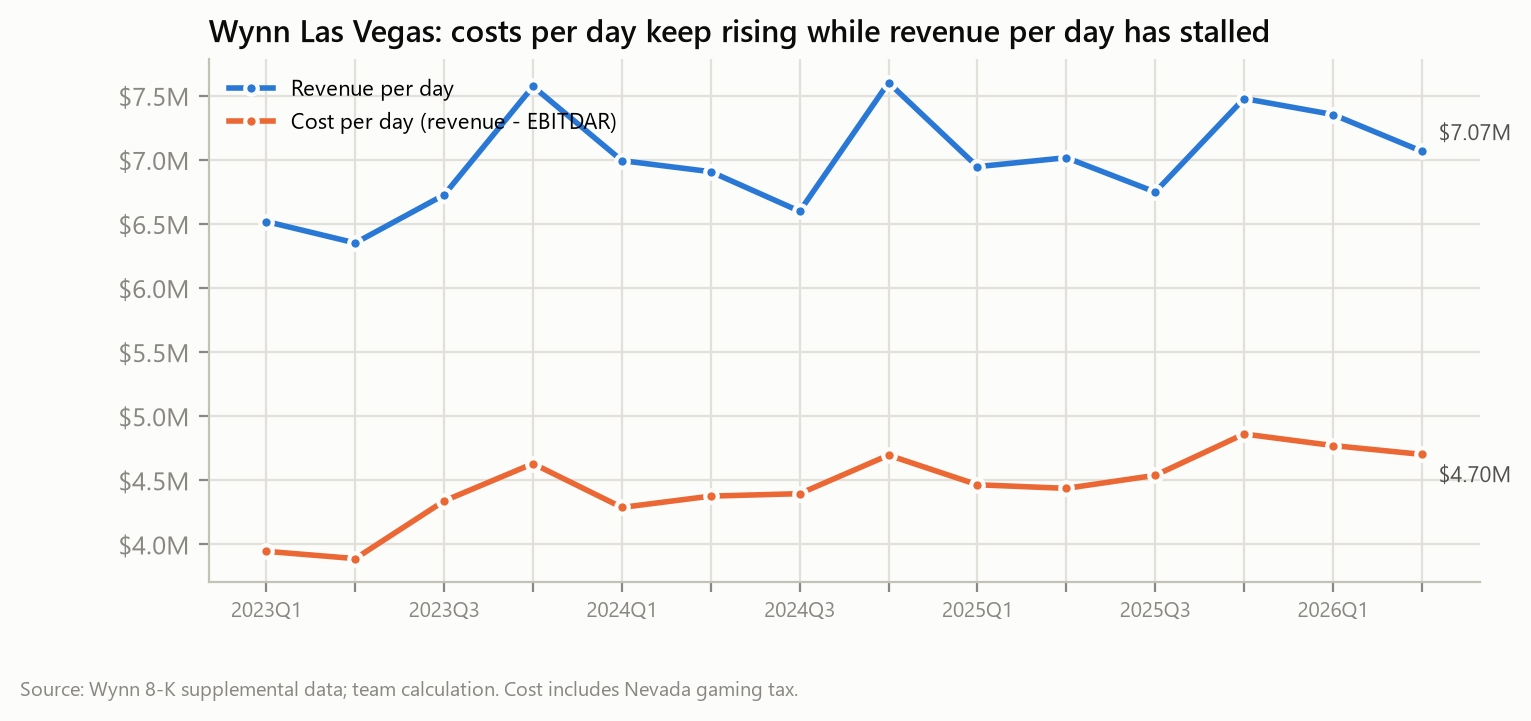 Wynn Las Vegas: costs per day keep rising while revenue per day has stalled
Revenue per day
Cost per day (revenue - EBITDAR)
$7.5M
$7.0M
$6.5M
$6.0M
$5.5M
$5.0M
$4.5M
$4.0M
$7.07M
$4.70M
2023Q1
2023Q3
2024Q1
2024Q3
2025Q1
2025Q3
2026Q1
Source: Wynn 8-K supplemental data; team calculation. Cost includes Nevada gaming tax.